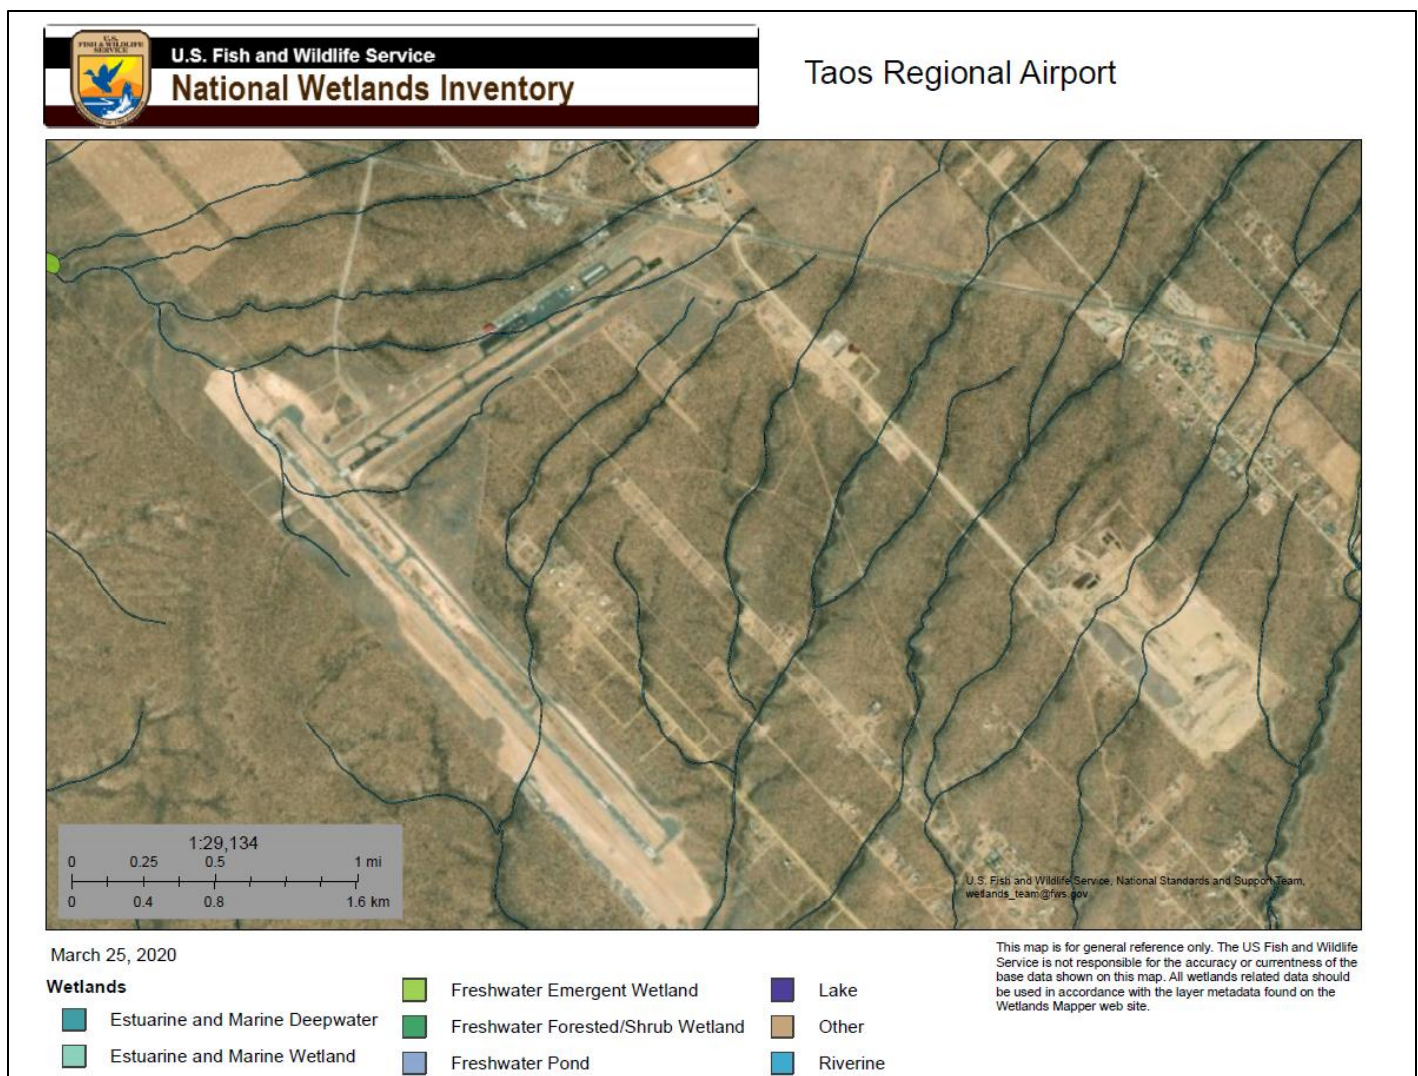 U.S.
FISH & WILDLIFE
SERVICE
U.S. Fish and Wildlife Service
National Wetlands Inventory
Taos Regional Airport
1:29,134
0 0.25 0.5 1 mi
0 0.4 0.8 1.6 km
U.S. Fish and Wildlife Service, National Standards and Support Team,
wetlands_team@fws.gov
March 25, 2020
This map is for general reference only. The US Fish and Wildlife
Service is not responsible for the accuracy or currentness of the
base data shown on this map. All wetlands related data should
be used in accordance with the layer metadata found on the
Wetlands Mapper web site.
Wetlands
Estuarine and Marine Deepwater
Estuarine and Marine Wetland
Freshwater Emergent Wetland
Freshwater Forested/Shrub Wetland
Freshwater Pond
Lake
Other
Riverine